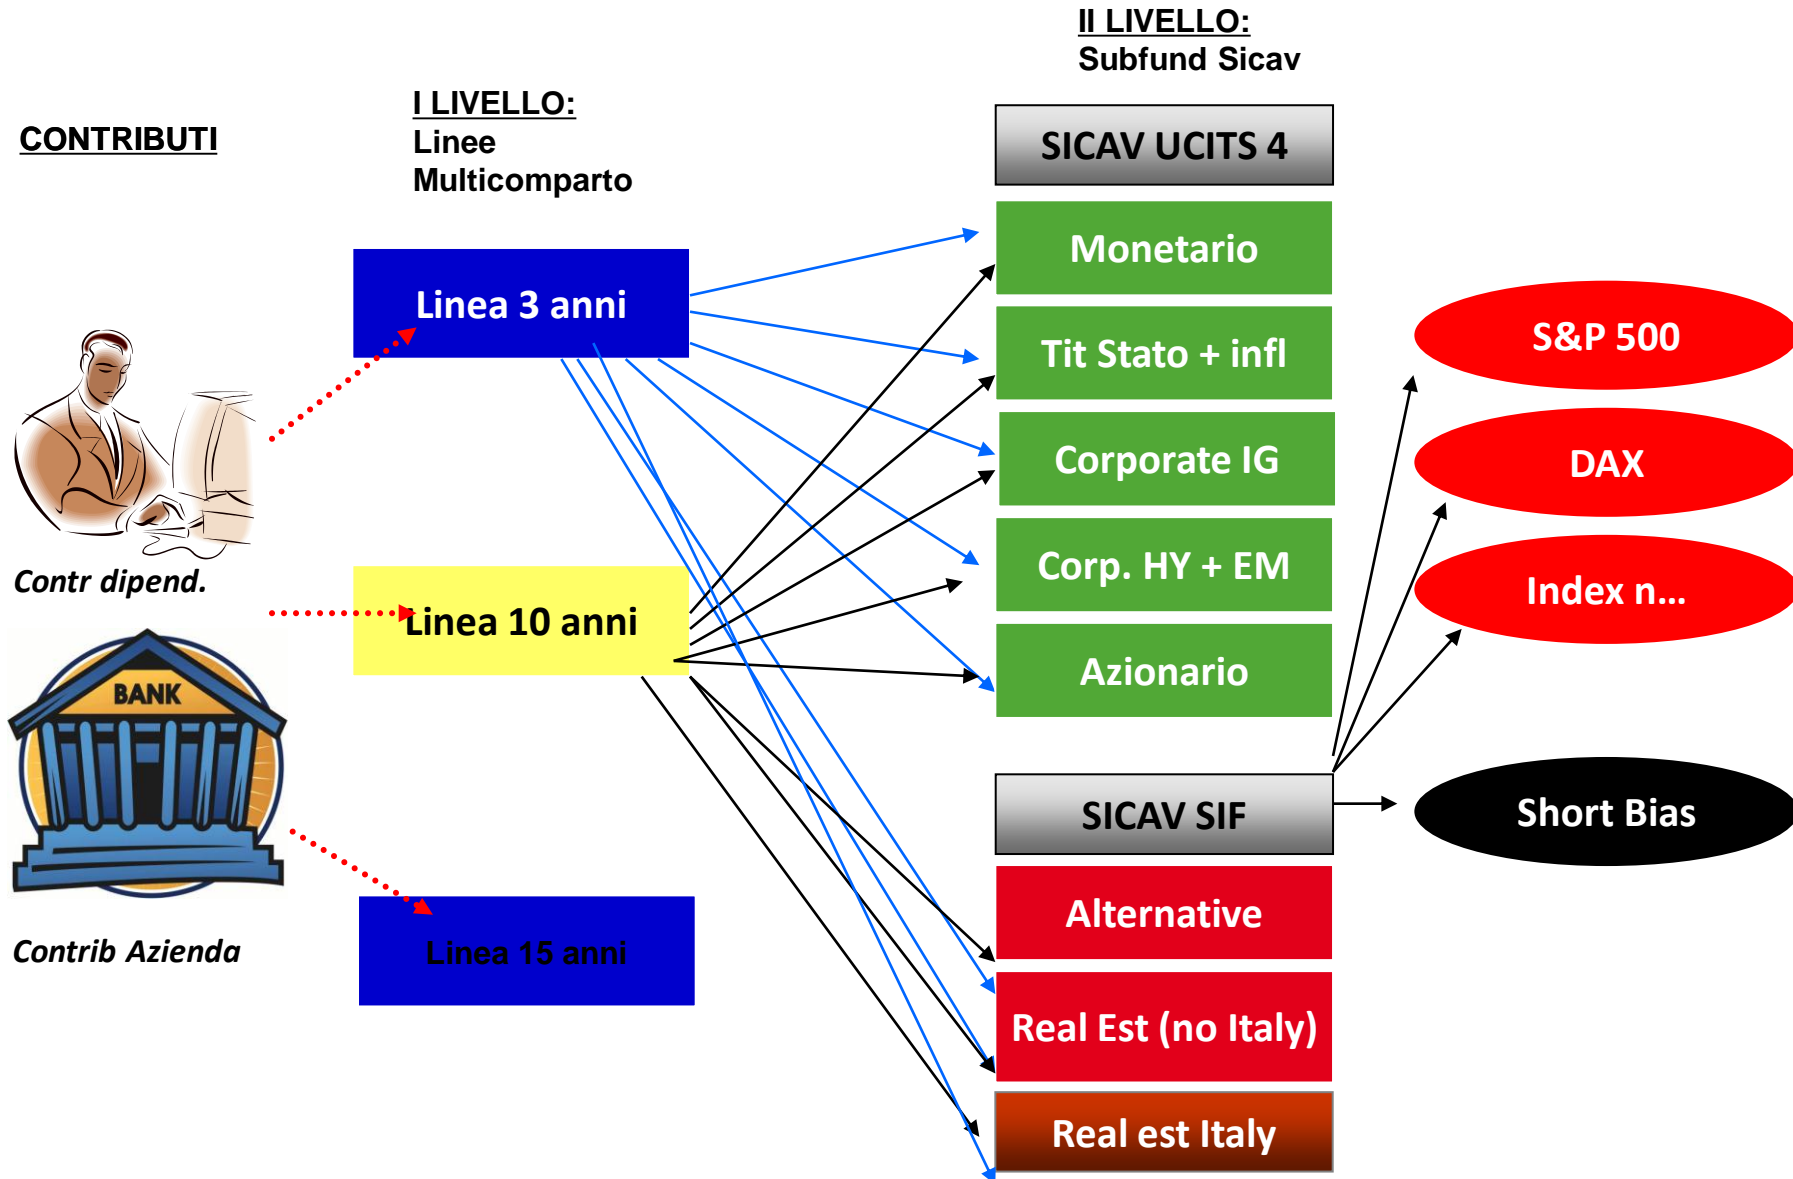 CONTRIBUTI
I LIVELLO:
Linee
Multicomparto
II LIVELLO:
Subfund Sicav
Contr dipend.
BANK
Contrib Azienda
Linea 3 anni
Linea 10 anni
Linea 15 anni
SICAV UCITS 4
Monetario
Tit Stato + infl
Corporate IG
Corp. HY + EM
Azionario
SICAV SIF
Alternative
Real Est (no Italy)
Real est Italy
S&P 500
DAX
Index n...
Short Bias